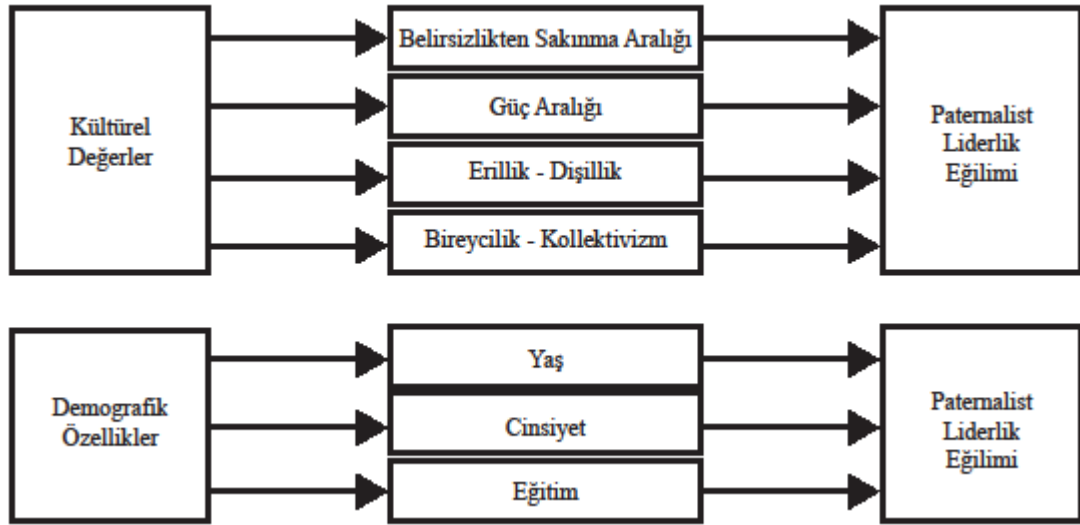 Kültürel
Değerler
Belirsizlikten Sakınma Aralığı
Güç Aralığı
Erillik - Dişillik
Bireycilik - Kollektivizm
Paternalist
Liderlik
Eğilimi
Demografik
Özellikler
Yaş
Cinsiyet
Eğitim
Paternalist
Liderlik
Eğilimi